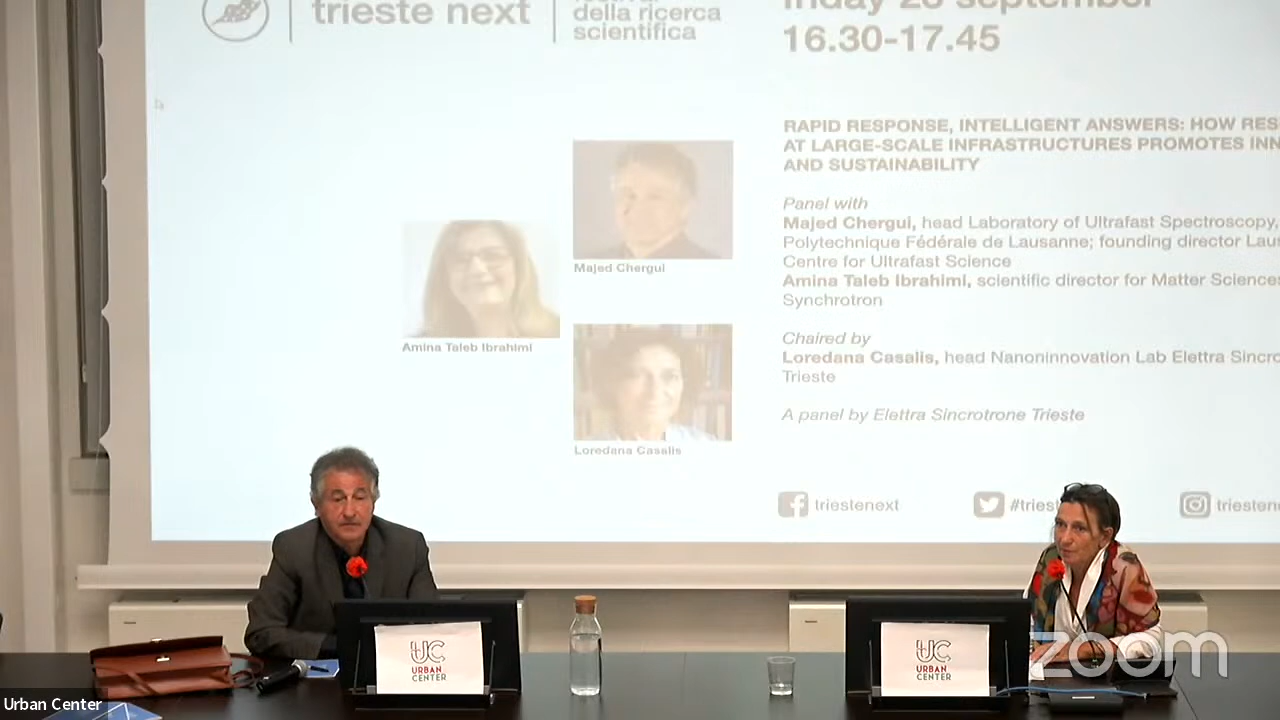 trieste next
della ricerca
scientifica
16.30-17.45
RAPID RESPONSE, INTELLIGENT ANSWERS: HOW RES
AT LARGE-SCALE INFRASTRUCTURES PROMOTES INN
AND SUSTAINABILITY
Panel with
Majed Chergui, head Laboratory of Ultrafast Spectroscopy,
Polytechnique Fédérale de Lausanne; founding director Lau
Centre for Ultrafast Science
Amina Taleb Ibrahimi, scientific director for Matter Sciences
Synchrotron
Chaired by
Loredana Casalis, head Nanoninnovation Lab Elettra Sincro
Trieste
A panel by Elettra Sincrotrone Trieste
Majed Chergui
Amina Taleb Ibrahimi
Loredana Casalis
triestenext
#triest
triesten
UC
URBAN
CENTER
UC
URBAN
CENTER
zoom
Urban Center